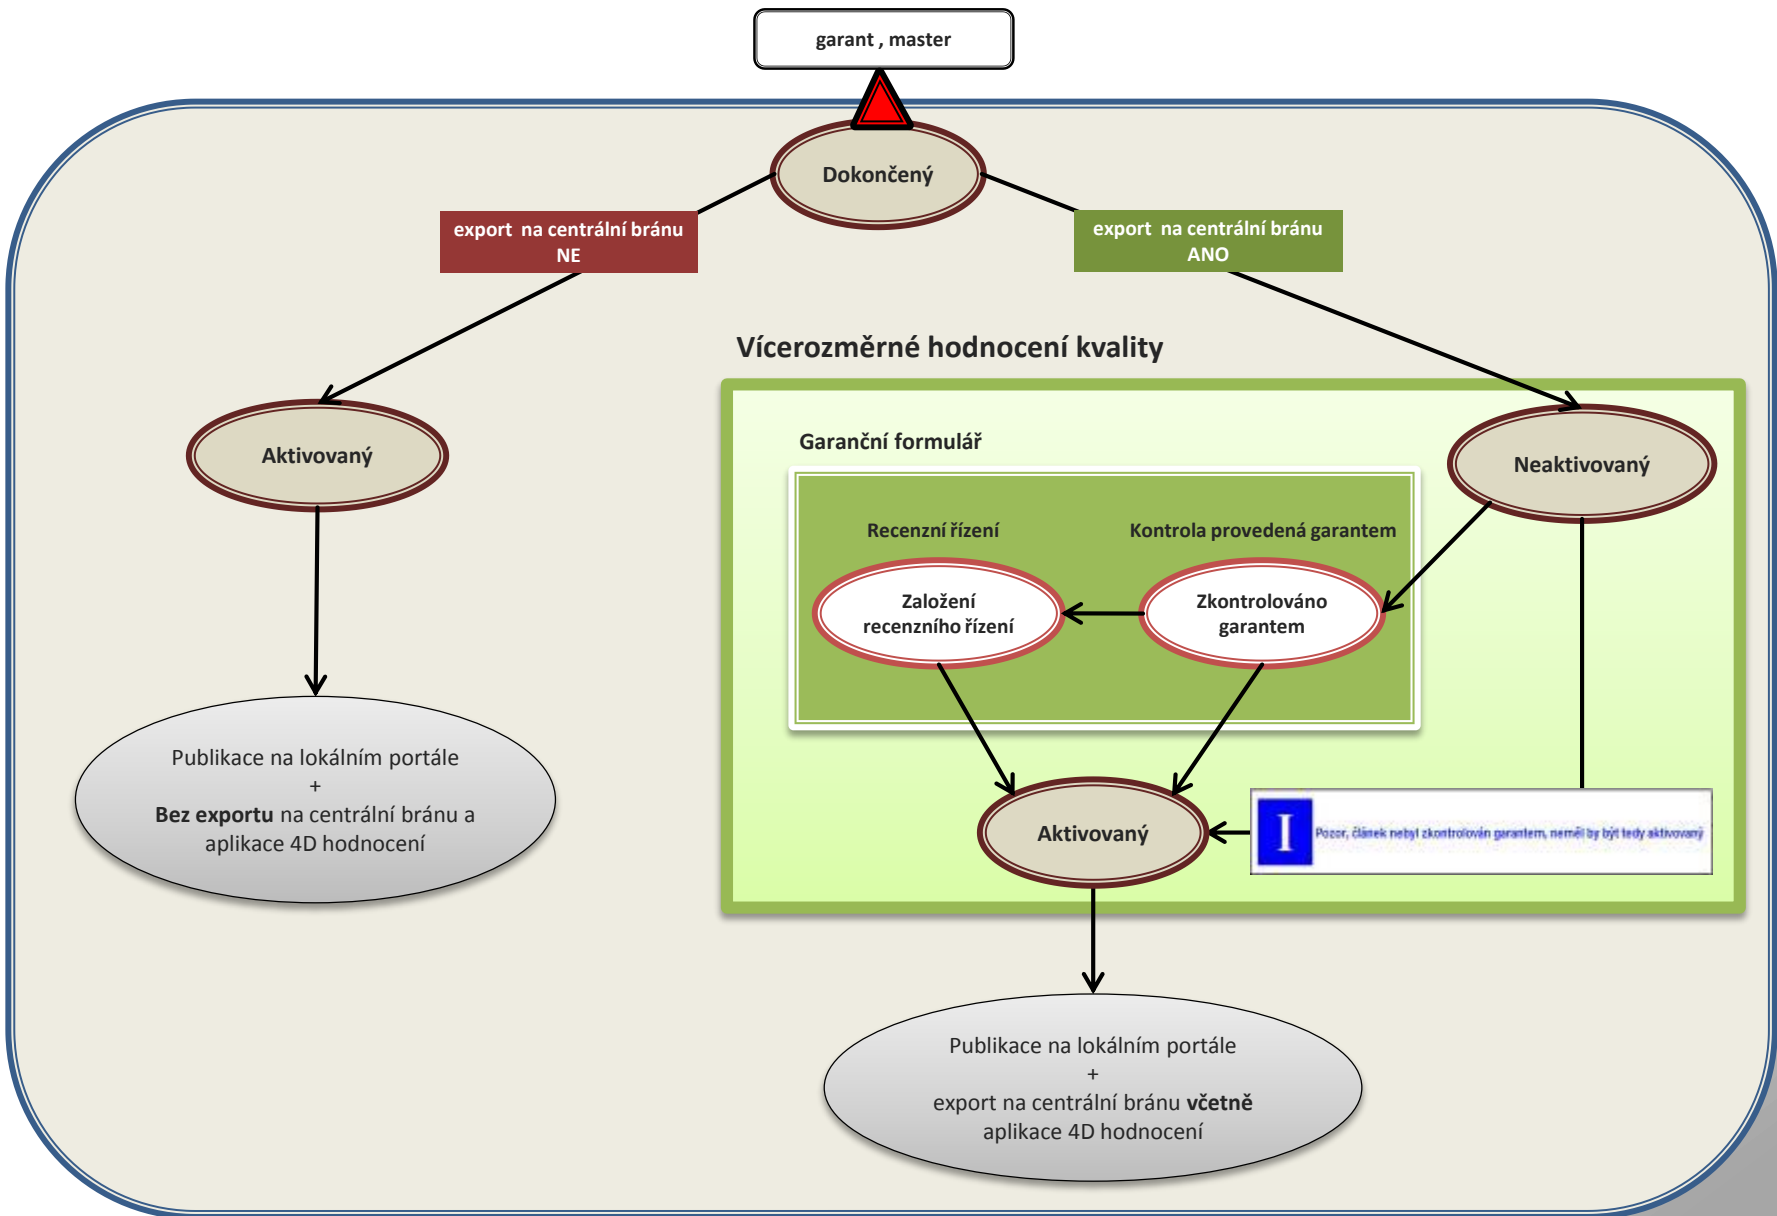 garant , master
Dokončený
export  na centrální bránu
NE
export  na centrální bránu
ANO
Vícerozměrné hodnocení kvality
Aktivovaný
Garanční formulář
Neaktivovaný
Recenzní řízení
Kontrola provedená garantem
Založení
recenzního řízení
Zkontrolováno
garantem
Publikace na lokálním portále
+
Bez exportu na centrální bránu a
aplikace 4D hodnocení
Aktivovaný
I
Pozor, článek nebyl zkontrolován garantem, neměl by být tedy aktivovaný
Publikace na lokálním portále
+
export na centrální bránu včetně
aplikace 4D hodnocení